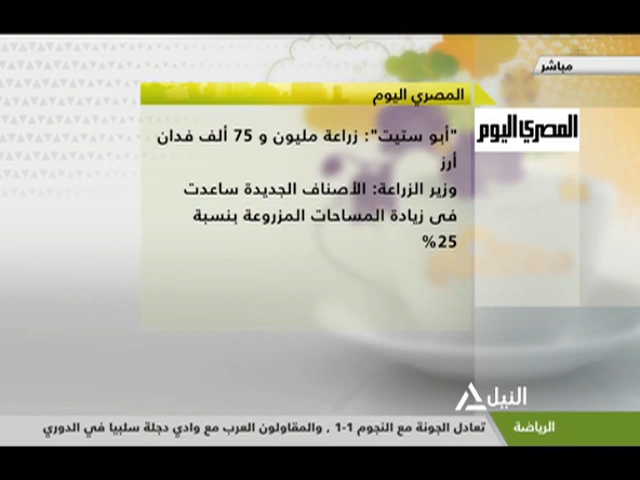 مباشر
المصري اليوم
المصري اليوم
"أبو ستيت": زراعة مليون و 75 ألف فدان
أرز
وزير الزراعة: الأصناف الجديدة ساعدت
فى زيادة المساحات المزروعة بنسبة
25%
النيل
الرياضة
تعادل الجونة مع النجوم 1-1 , والمقاولون العرب مع وادي دجلة سلبيا في الدوري